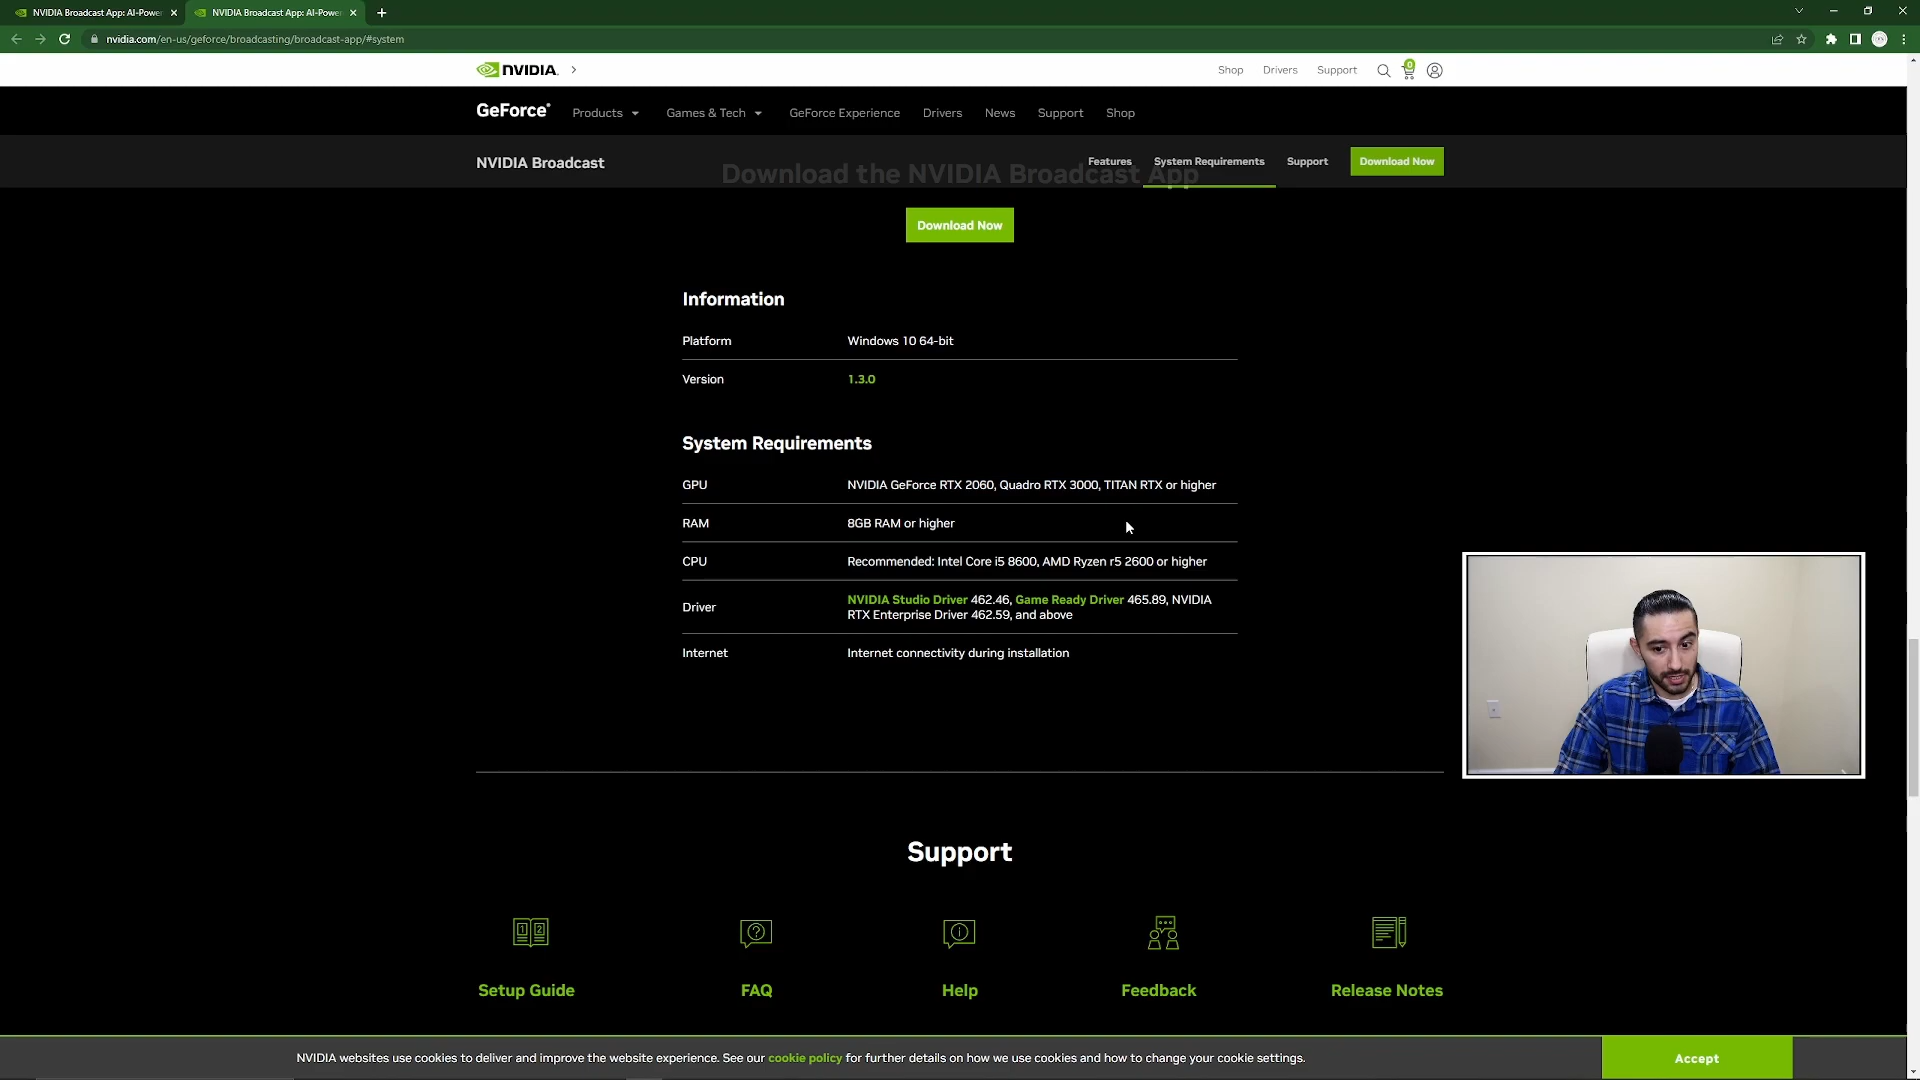 NVIDIA Broadcast App: AI-Power
NVIDIA Broadcast App: AI-Power
nvidia.com/en-us/geforce/broadcasting/broadcast-app/#system
NVIDIA
Shop
Drivers
Support
0
GeForce
Products
Games & Tech
GeForce Experience
Drivers
News
Support
Shop
NVIDIA Broadcast
Features
System Requirements
Support
Download Now
Download the NVIDIA Broadcast App
Download Now
Information
Platform
Windows 10 64-bit
Version
1.3.0
System Requirements
GPU
NVIDIA GeForce RTX 2060, Quadro RTX 3000, TITAN RTX or higher
RAM
8GB RAM or higher
CPU
Recommended: Intel Core i5 8600, AMD Ryzen r5 2600 or higher
Driver
NVIDIA Studio Driver 462.46, Game Ready Driver 465.89, NVIDIA
RTX Enterprise Driver 462.59, and above
Internet
Internet connectivity during installation
Support
1 2
Setup Guide
FAQ
Help
Feedback
Release Notes
NVIDIA websites use cookies to deliver and improve the website experience. See our cookie policy for further details on how we use cookies and how to change your cookie settings.
Accept